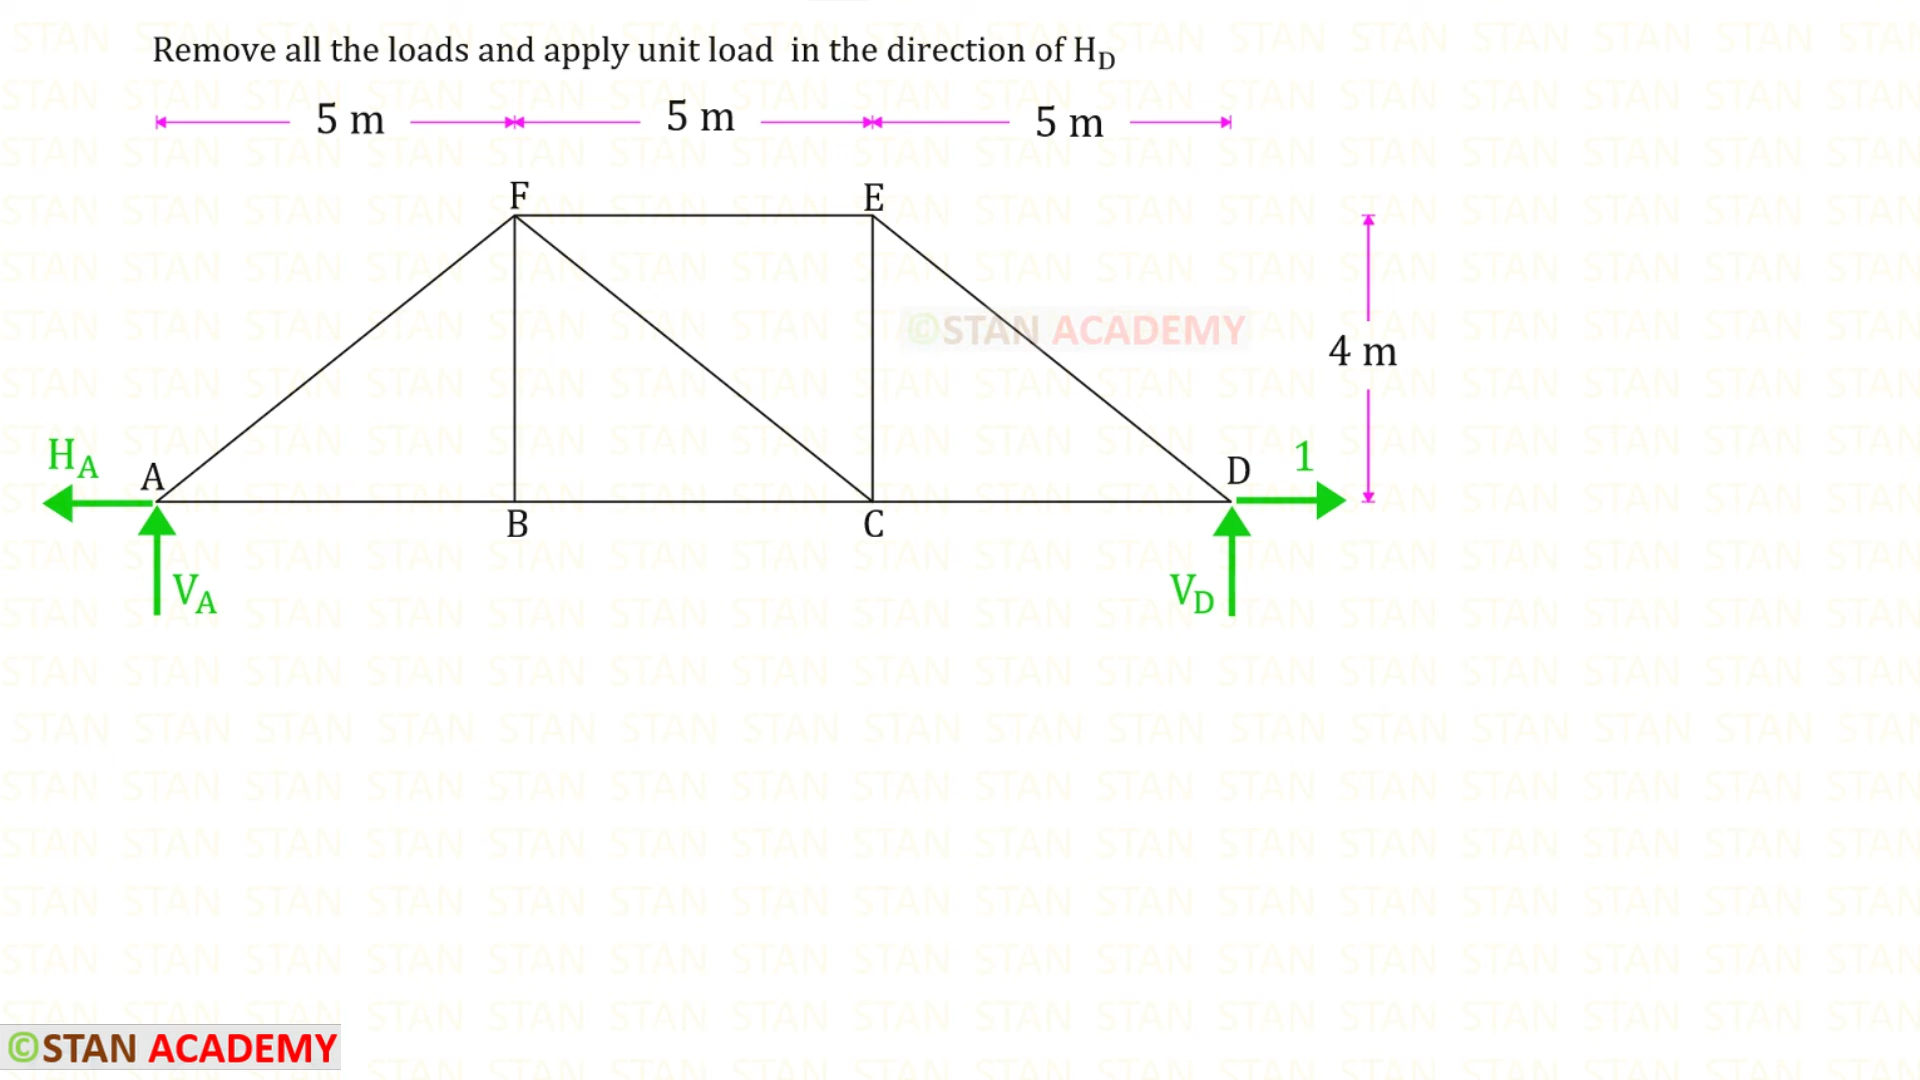 Remove all the loads and apply unit load in the direction of H_D
5 m 5 m 5 m
F E
©STAN ACADEMY
4 m
H_A A D 1
B C
V_A V_D
©STAN ACADEMY